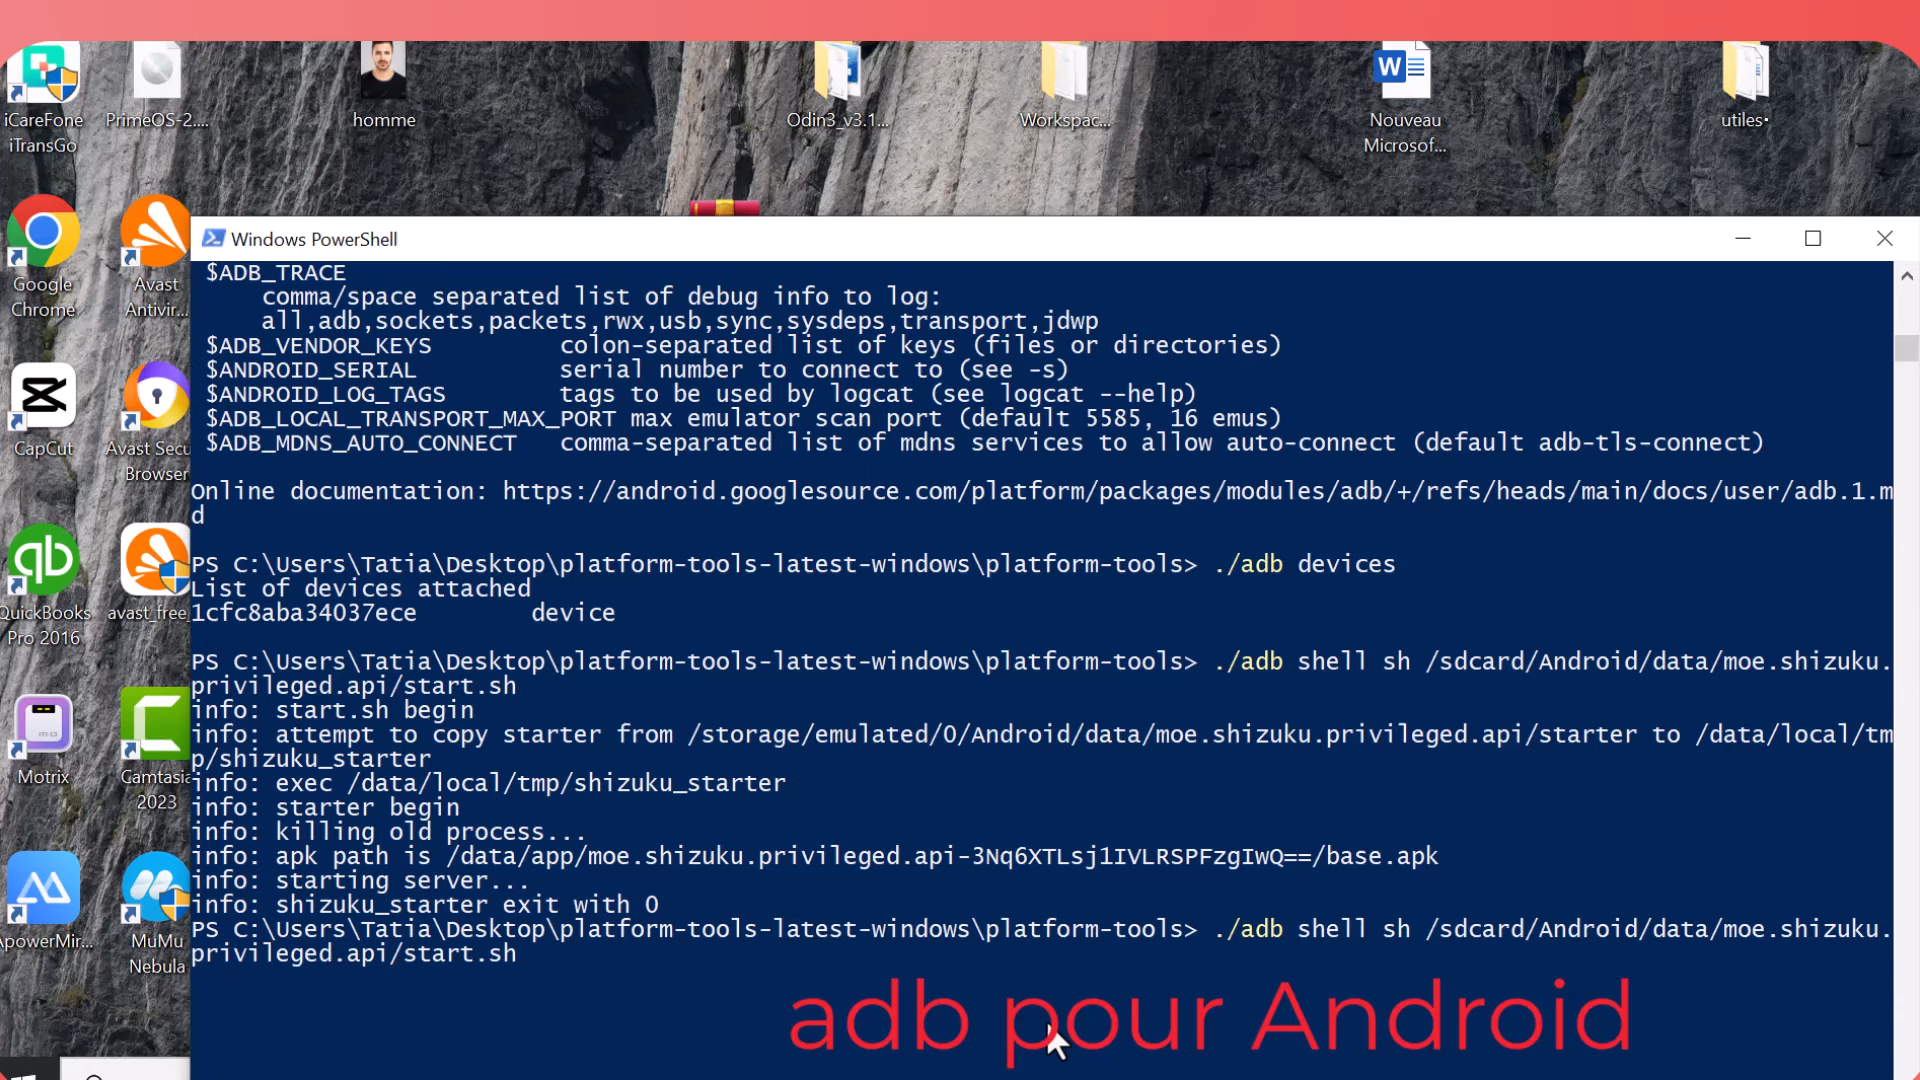 iCareFone
iTransGo
PrimeOS-2....
homme
Odin3_v3.1...
Workspac...
W
Nouveau
Microsof...
utiles•
Google
Chrome
Avast
Antivir...
CapCut
Avast Secu
Browser
qb
QuickBooks
Pro 2016
avast_free_
Motrix
Camtasia
2023
ApowerMir...
MuMu
Nebula
Windows PowerShell
$ADB_TRACE
comma/space separated list of debug info to log:
all,adb,sockets,packets,rwx,usb,sync,sysdeps,transport,jdwp
$ADB_VENDOR_KEYS colon-separated list of keys (files or directories)
$ANDROID_SERIAL serial number to connect to (see -s)
$ANDROID_LOG_TAGS tags to be used by logcat (see logcat --help)
$ADB_LOCAL_TRANSPORT_MAX_PORT max emulator scan port (default 5585, 16 emus)
$ADB_MDNS_AUTO_CONNECT comma-separated list of mdns services to allow auto-connect (default adb-tls-connect)
Online documentation: https://android.googlesource.com/platform/packages/modules/adb/+/refs/heads/main/docs/user/adb.1.m
d
PS C:\Users\Tatia\Desktop\platform-tools-latest-windows\platform-tools> ./adb devices
List of devices attached
1cfc8aba34037ece device
PS C:\Users\Tatia\Desktop\platform-tools-latest-windows\platform-tools> ./adb shell sh /sdcard/Android/data/moe.shizuku.
privileged.api/start.sh
info: start.sh begin
info: attempt to copy starter from /storage/emulated/0/Android/data/moe.shizuku.privileged.api/starter to /data/local/tm
p/shizuku_starter
info: exec /data/local/tmp/shizuku_starter
info: starter begin
info: killing old process...
info: apk path is /data/app/moe.shizuku.privileged.api-3Nq6XTLsj1IVLRSPFzgIwQ==/base.apk
info: starting server...
info: shizuku_starter exit with 0
PS C:\Users\Tatia\Desktop\platform-tools-latest-windows\platform-tools> ./adb shell sh /sdcard/Android/data/moe.shizuku.
privileged.api/start.sh
adb pour Android